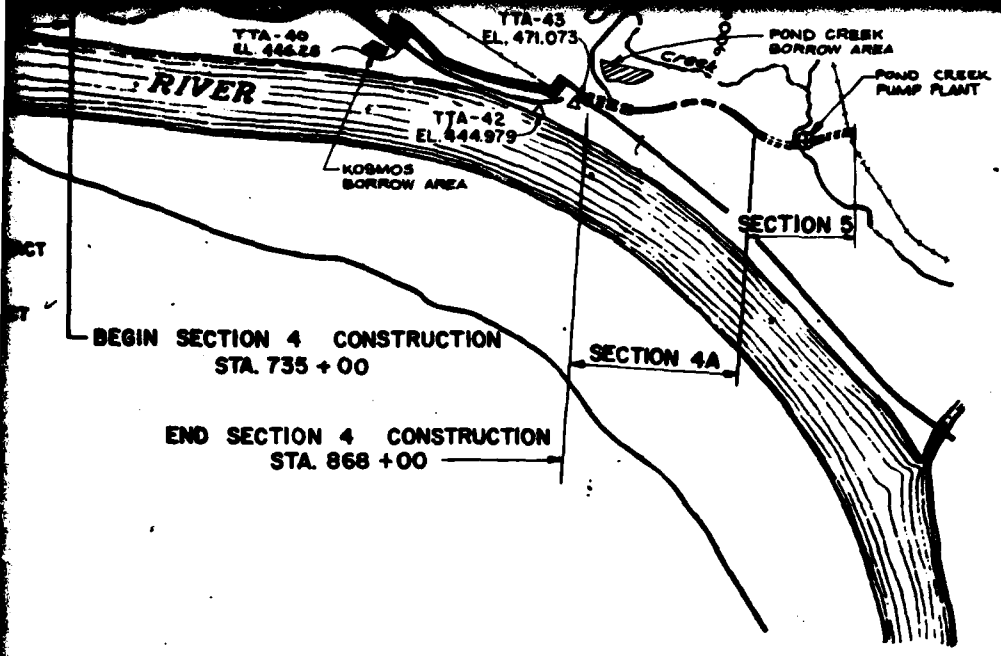 TTA-40
EL. 446.28
TTA-43
EL. 471.073
POND CREEK
BORROW AREA
Creek
POND CREEK
PUMP PLANT
RIVER
TTA-42
EL. 444.979
KOSMOS
BORROW AREA
SECTION 5
BEGIN SECTION 4 CONSTRUCTION
STA. 735 + 00
SECTION 4A
END SECTION 4 CONSTRUCTION
STA. 868 + 00